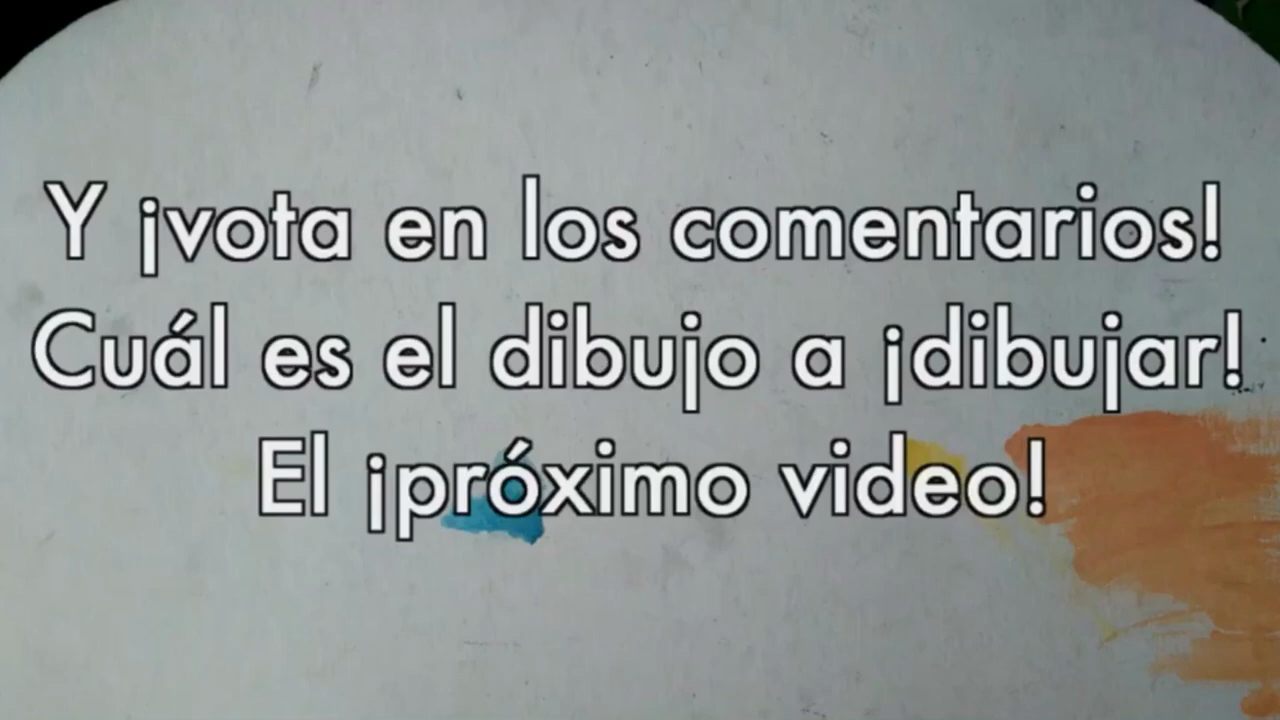 Y ¡vota en los comentarios!
Cuál es el dibujo a ¡dibujar!
El ¡próximo video!